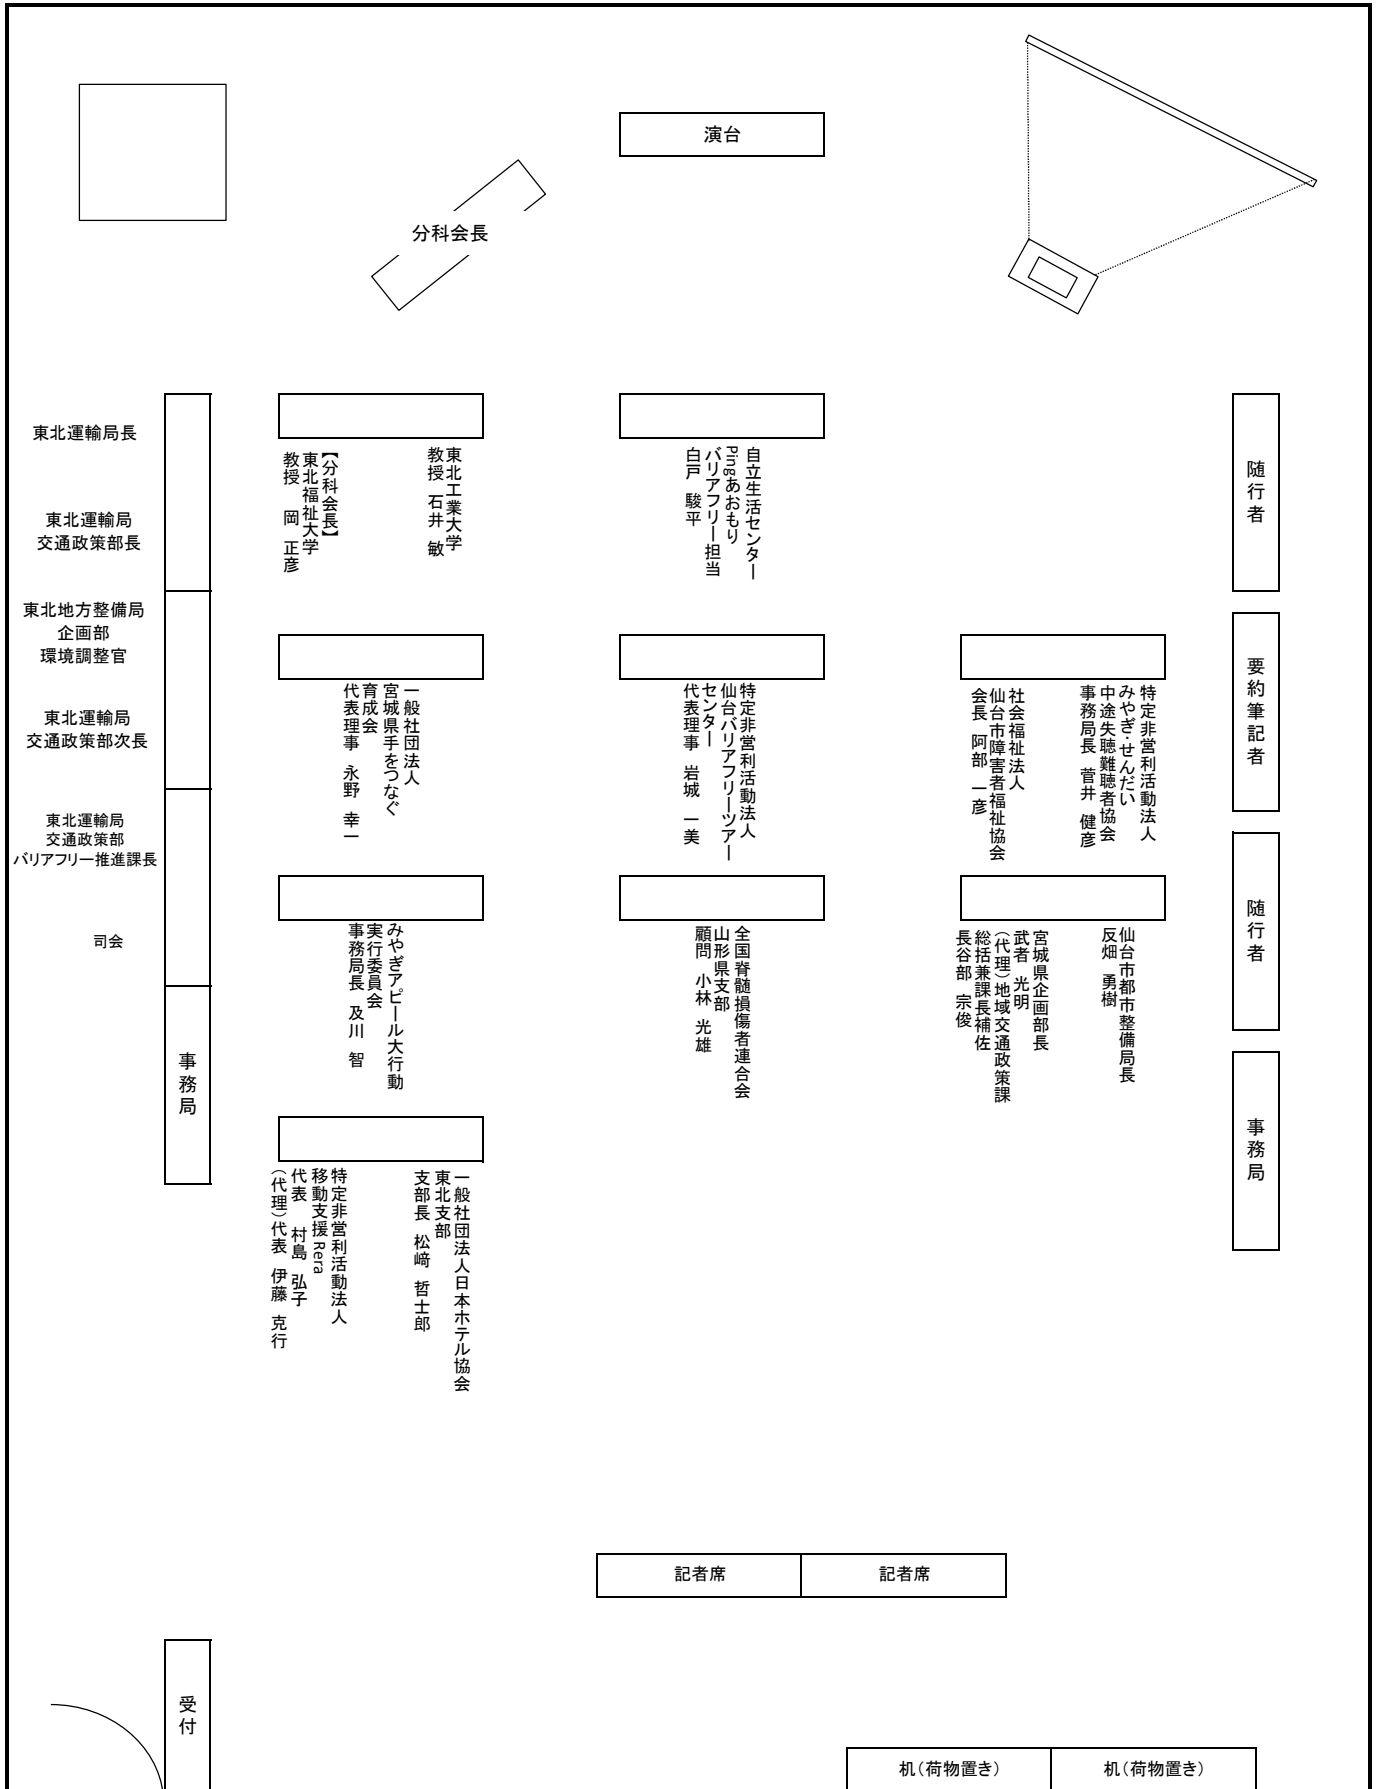 演台
分科会長
東北運輸局長
東北運輸局
交通政策部長
東北地方整備局
企画部
環境調整官
東北運輸局
交通政策部次長
東北運輸局
交通政策部
バリアフリー推進課長
司会
事務局
【分科会長】
東北福祉大学
教授　岡　正彦
東北工業大学
教授　石井　敏
自立生活センター
Pingあおもり
バリアフリー担当
白戸　駿平
随行者
一般社団法人
宮城県手をつなぐ
育成会
代表理事　永野　幸一
特定非営利活動法人
仙台バリアフリーツアー
センター
代表理事　岩城　一美
社会福祉法人
仙台市障害者福祉協会
会長　阿部　一彦
特定非営利活動法人
みやぎ・せんだい
中途失聴難聴者協会
事務局長　菅井　健彦
要約筆記者
みやぎアピール大行動
実行委員会
事務局長　及川　智
全国脊髄損傷者連合会
山形県支部
顧問　小林　光雄
宮城県企画部長
武者　光明
（代理）地域交通政策課
総括兼課長補佐
長谷部　宗俊
仙台市都市整備局長
反畑　勇樹
随行者
事務局
特定非営利活動法人
移動支援Rera
代表　村島　弘子
（代理）代表　伊藤　克行
一般社団法人日本ホテル協会
東北支部
支部長　松﨑　哲士郎
記者席
記者席
受付
机（荷物置き）
机（荷物置き）